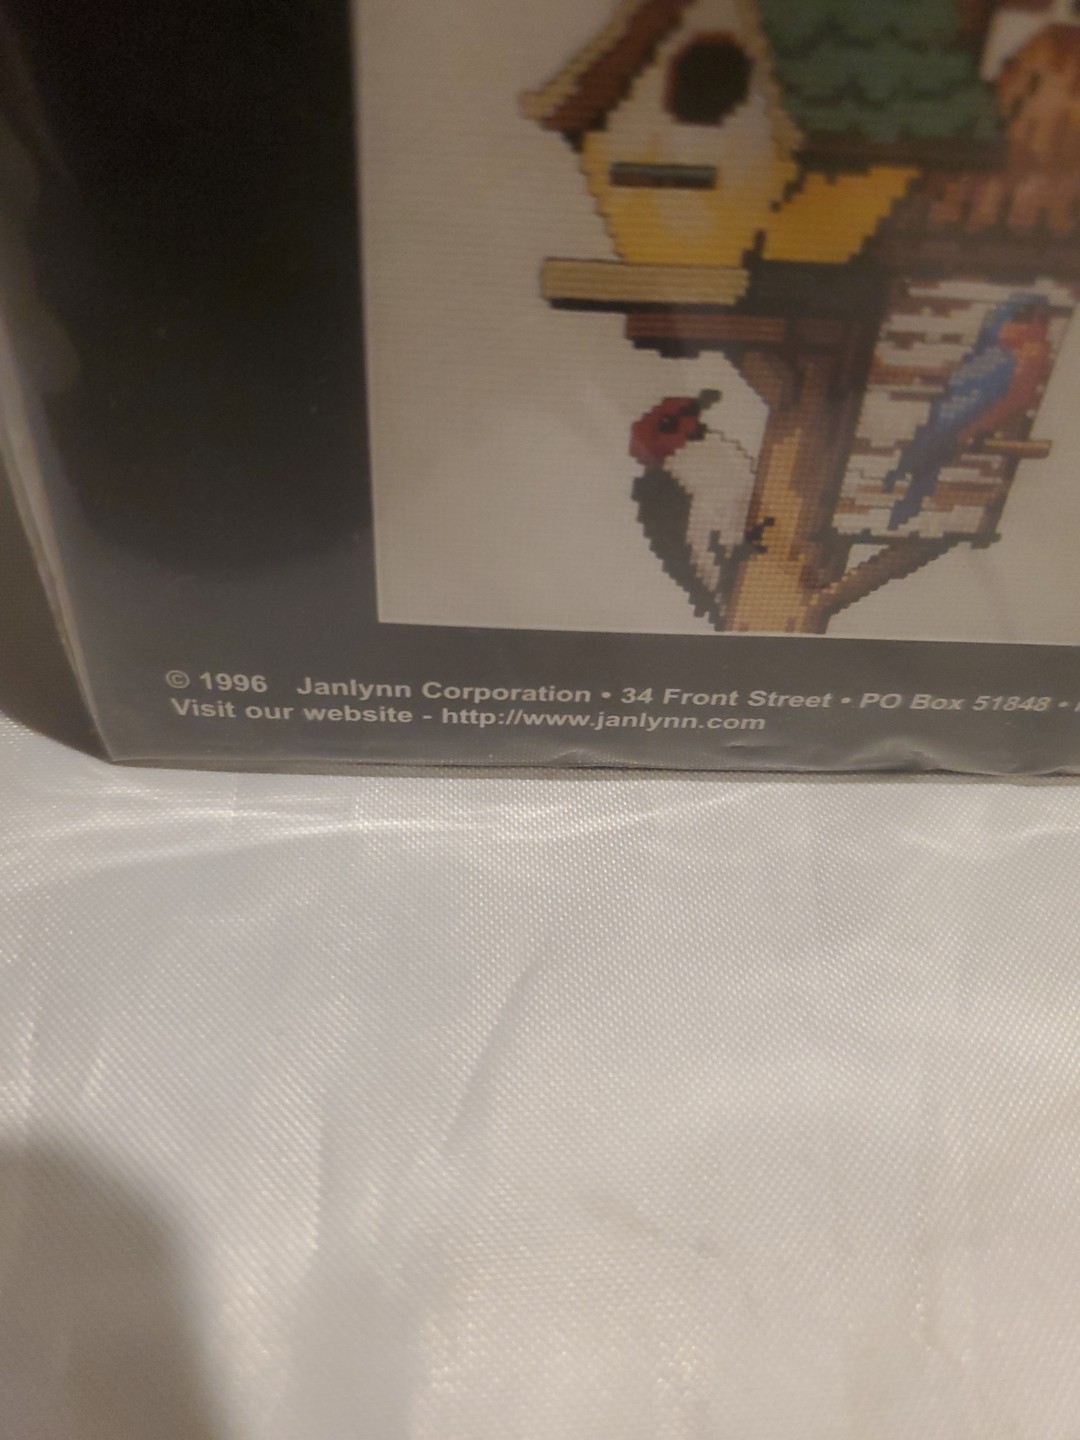 © 1996 Janlynn Corporation • 34 Front Street • PO Box 51848 •
Visit our website - http://www.janlynn.com